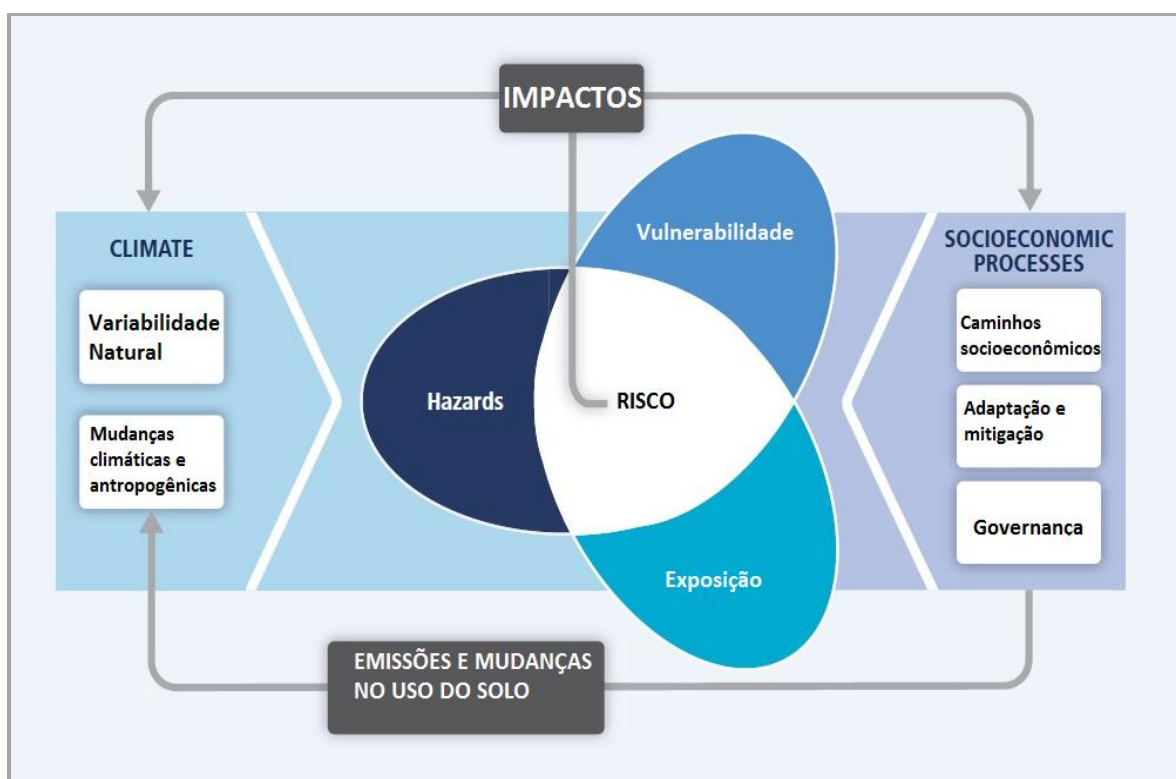 IMPACTOS
Vulnerabilidade
CLIMATE
Variabilidade
Natural
Mudanças
climáticas e
antropogênicas
Hazards
RISCO
Exposição
SOCIOECONOMIC
PROCESSES
Caminhos
socioeconômicos
Adaptação e
mitigação
Governança
EMISSÕES E MUDANÇAS
NO USO DO SOLO